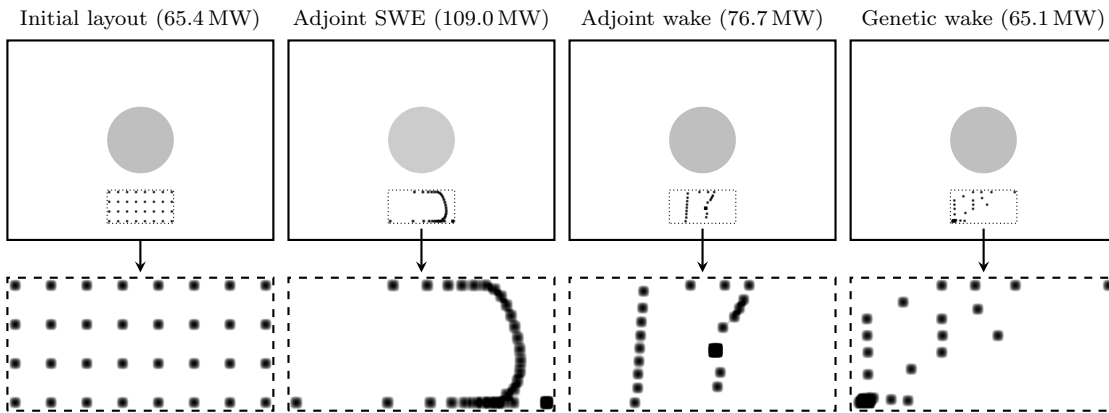 Initial layout (65.4 MW)
Adjoint SWE (109.0 MW)
Adjoint wake (76.7 MW)
Genetic wake (65.1 MW)